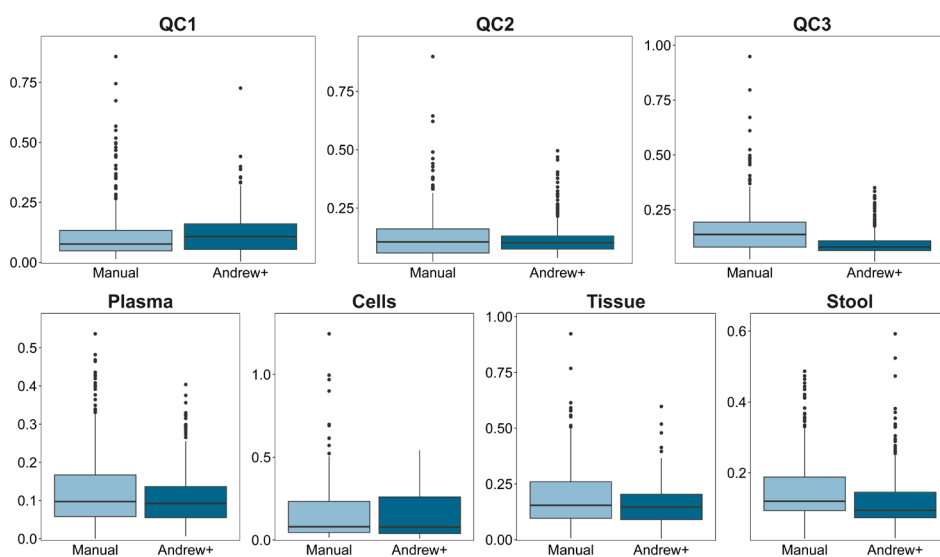 QC1
QC2
QC3
0.75
0.50
0.25
0.00
Manual
Andrew+
0.75
0.50
0.25
Manual
Andrew+
1.00
0.75
0.50
0.25
Manual
Andrew+
Plasma
Cells
Tissue
Stool
0.5
0.4
0.3
0.2
0.1
0.0
Manual
Andrew+
1.0
0.5
0.0
Manual
Andrew+
1.00
0.75
0.50
0.25
0.00
Manual
Andrew+
0.6
0.4
0.2
Manual
Andrew+